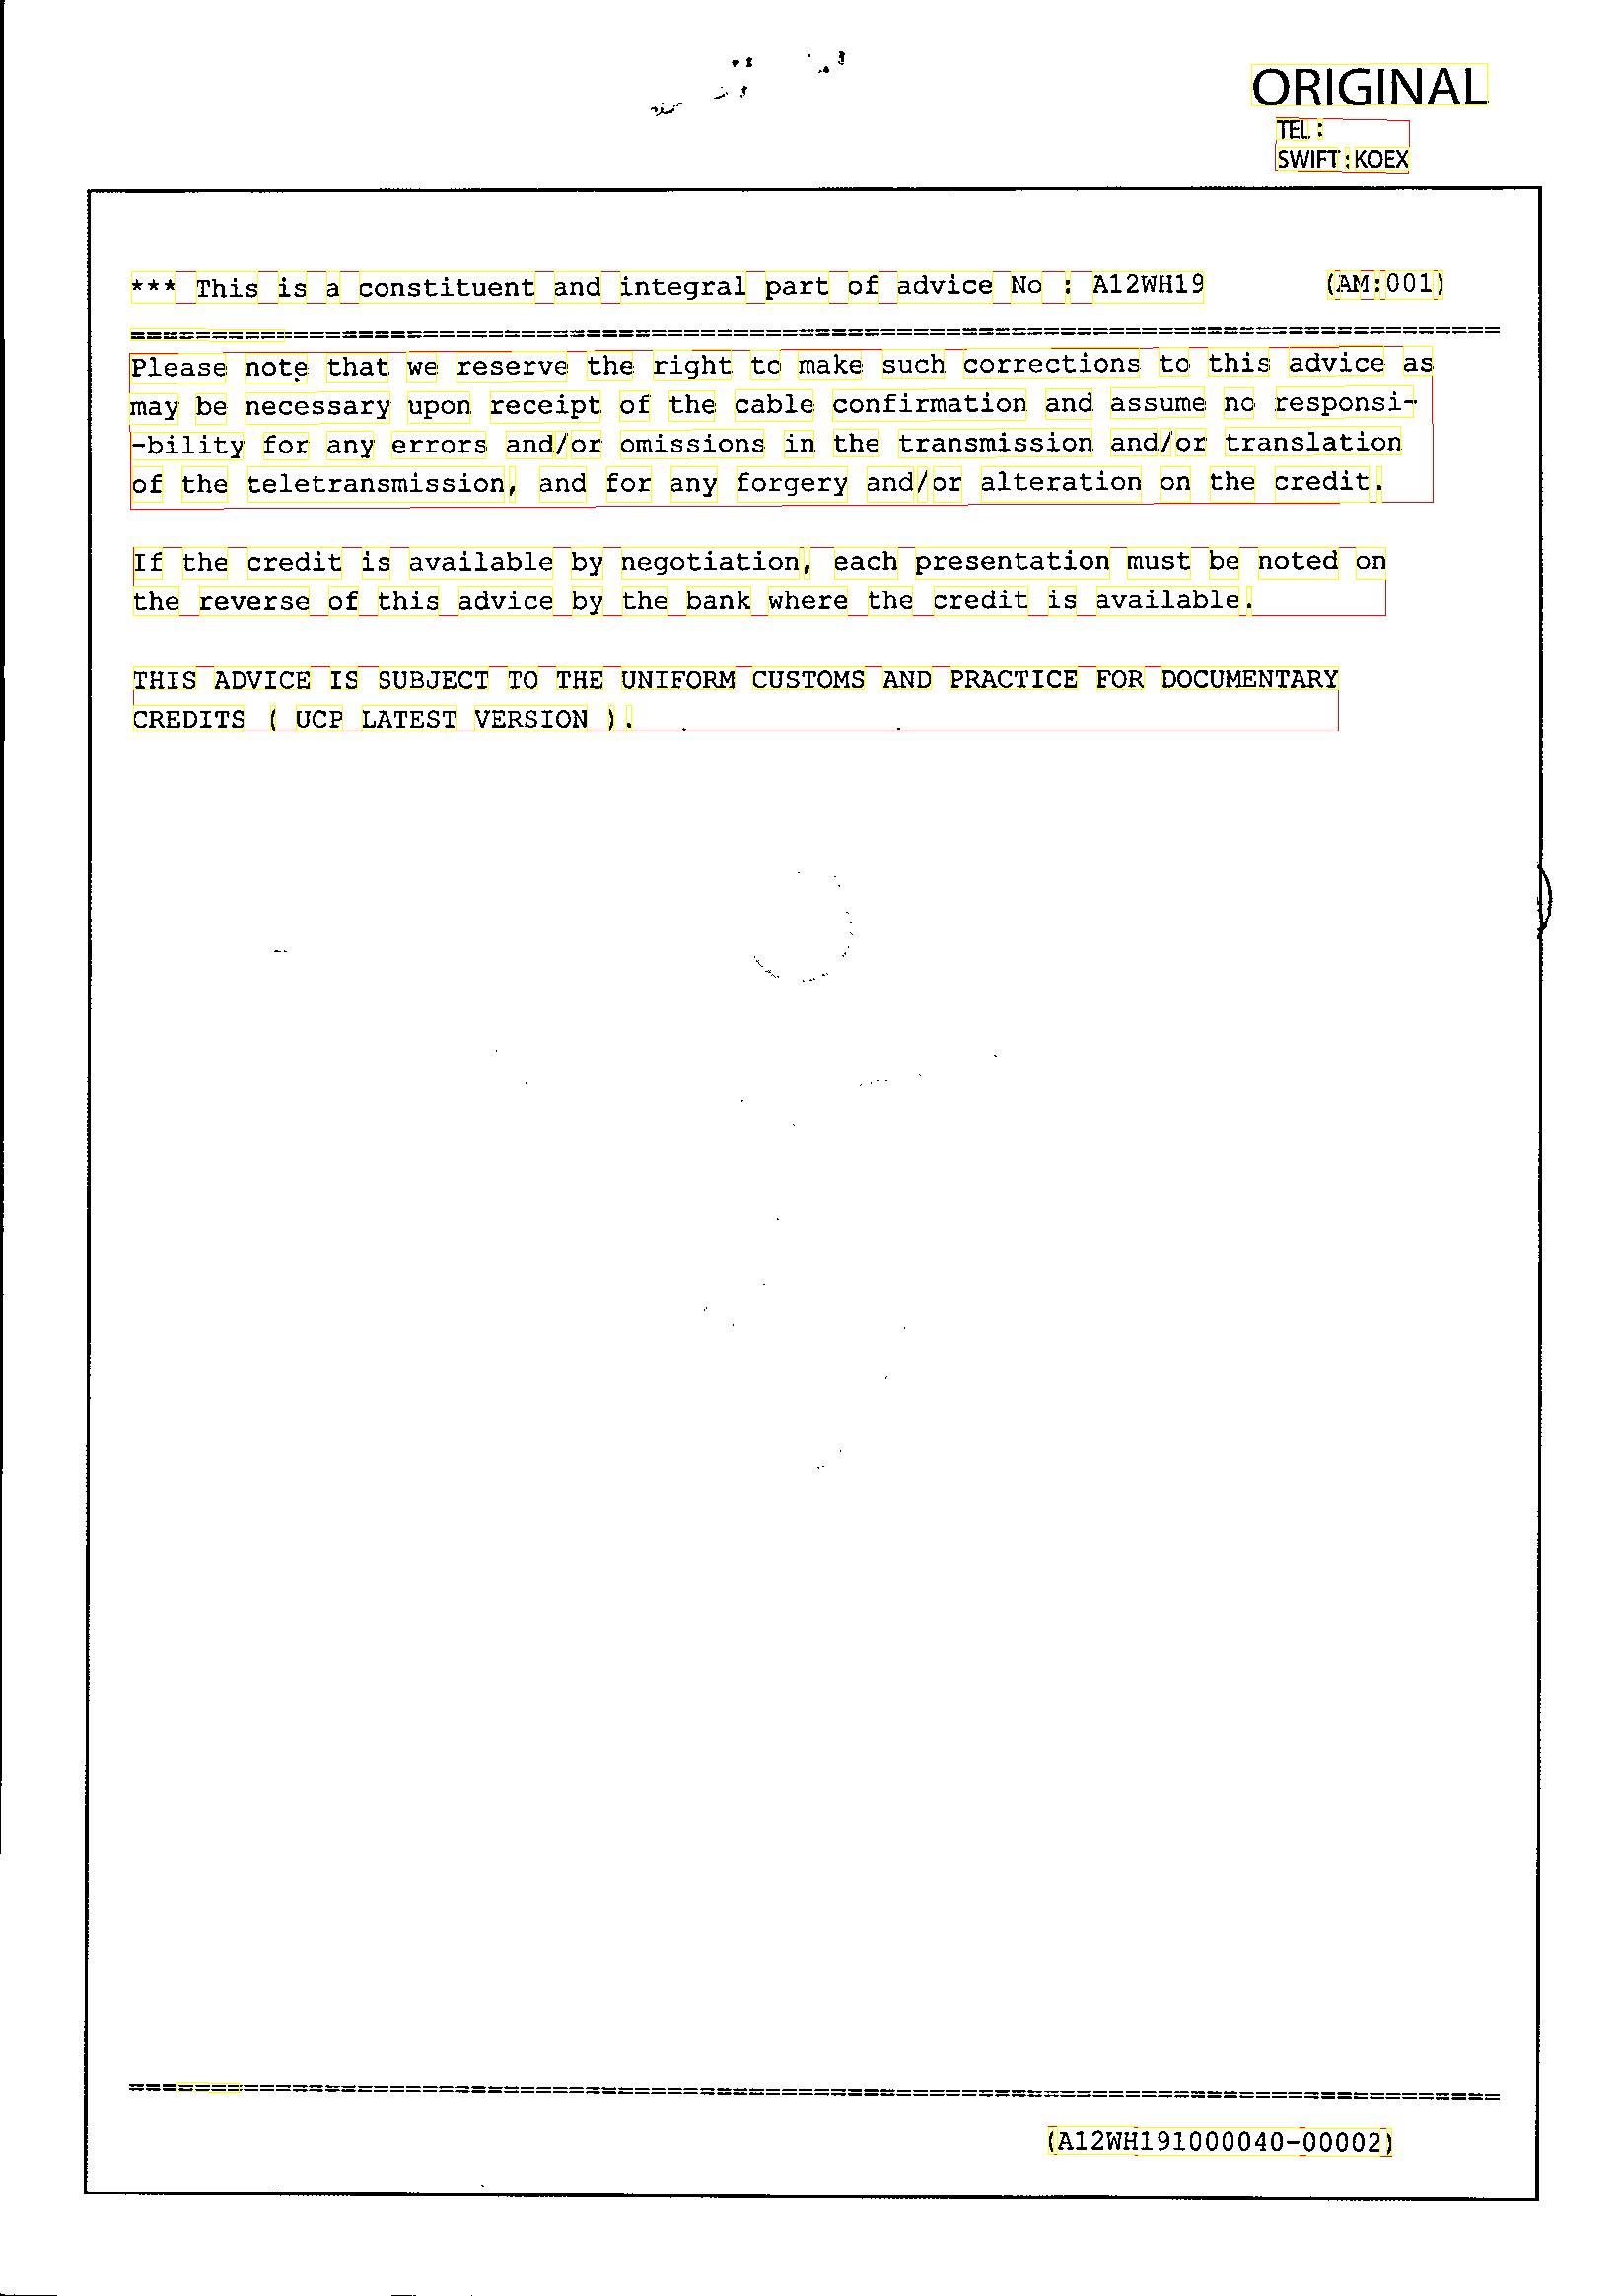 ORIGINAL
TEL :
SWIFT : KOEX
*** This is a constituent and integral part of advice No : A12WH19 (AM:001)
=====================================================================================
Please note that we reserve the right to make such corrections to this advice as
may be necessary upon receipt of the cable confirmation and assume no responsi-
-bility for any errors and/or omissions in the transmission and/or translation
of the teletransmission, and for any forgery and/or alteration on the credit.
If the credit is available by negotiation, each presentation must be noted on
the reverse of this advice by the bank where the credit is available.
THIS ADVICE IS SUBJECT TO THE UNIFORM CUSTOMS AND PRACTICE FOR DOCUMENTARY
CREDITS ( UCP LATEST VERSION ).
=====================================================================================
(A12WH191000040-00002)